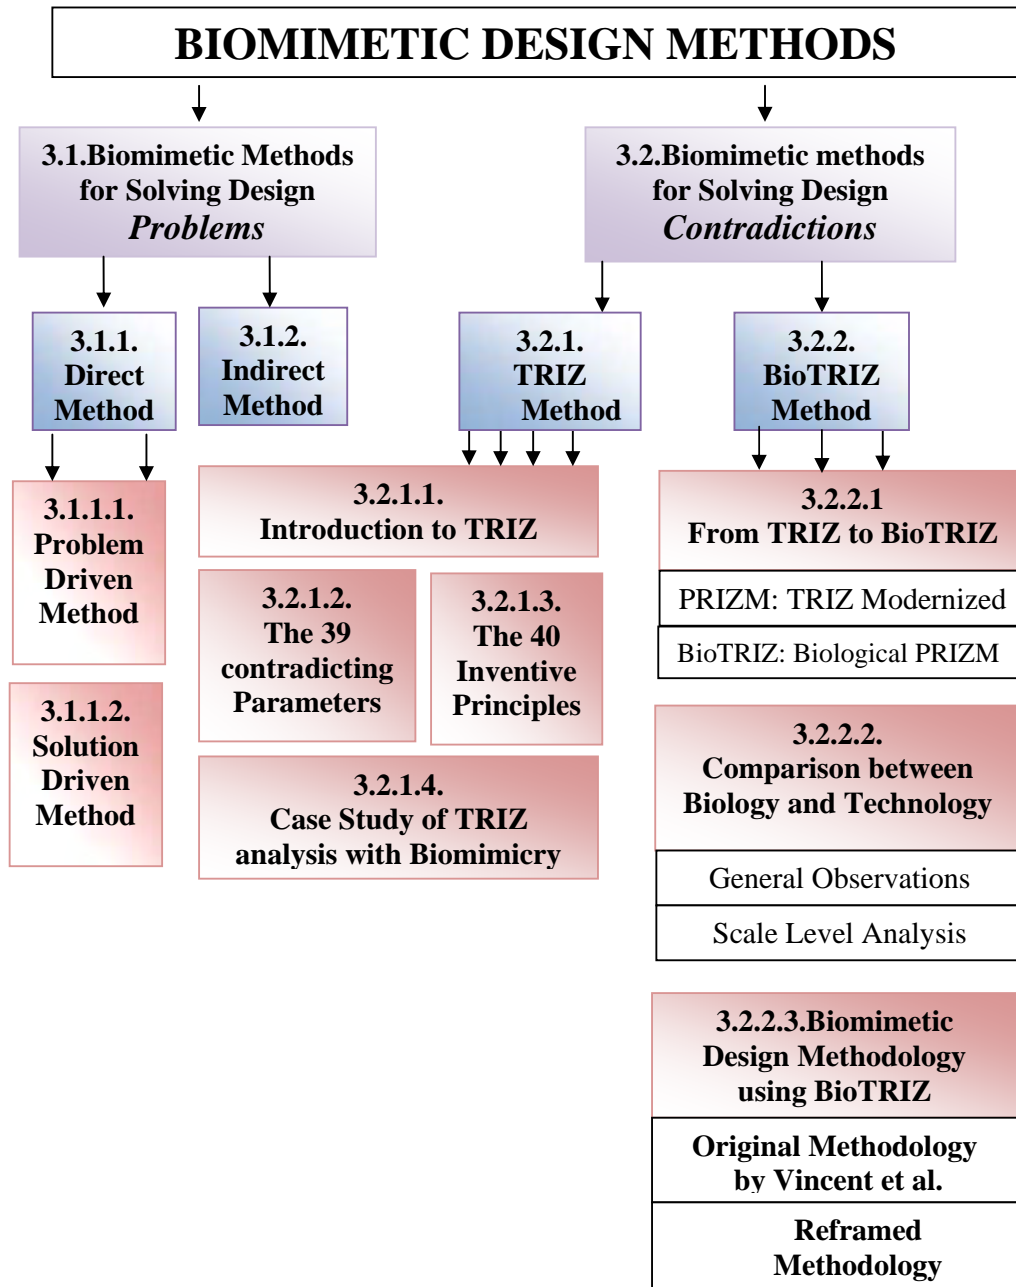 BIOMIMETIC DESIGN METHODS
3.1.Biomimetic Methods
for Solving Design
Problems
3.2.Biomimetic methods
for Solving Design
Contradictions
3.1.1.
Direct
Method
3.1.2.
Indirect
Method
3.2.1.
TRIZ
Method
3.2.2.
BioTRIZ
Method
3.1.1.1.
Problem
Driven
Method
3.1.1.2.
Solution
Driven
Method
3.2.1.1.
Introduction to TRIZ
3.2.1.2.
The 39
contradicting
Parameters
3.2.1.3.
The 40
Inventive
Principles
3.2.1.4.
Case Study of TRIZ
analysis with Biomimicry
3.2.2.1
From TRIZ to BioTRIZ
PRIZM: TRIZ Modernized
BioTRIZ: Biological PRIZM
3.2.2.2.
Comparison between
Biology and Technology
General Observations
Scale Level Analysis
3.2.2.3.Biomimetic
Design Methodology
using BioTRIZ
Original Methodology
by Vincent et al.
Reframed
Methodology